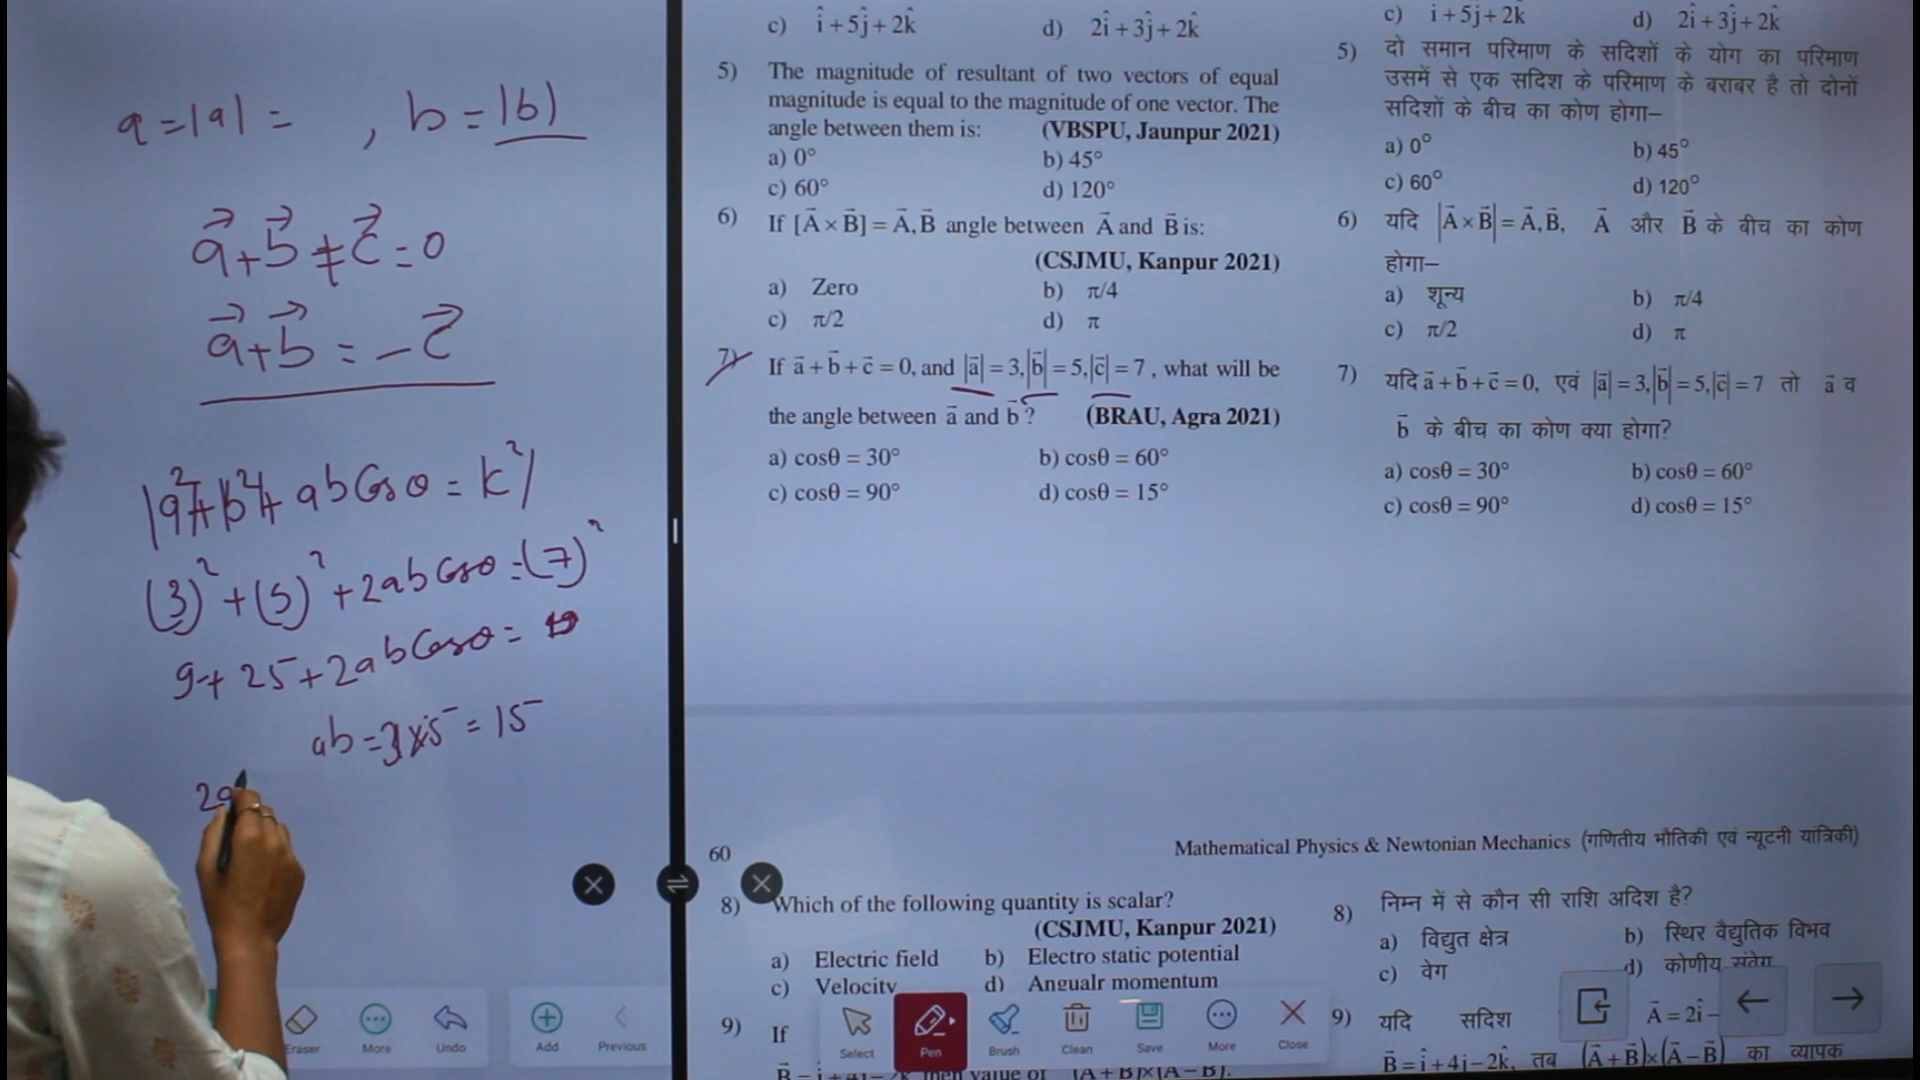 a = |a| = , b = |b|
a⃗ + b⃗ + c⃗ = 0
a⃗ + b⃗ = - c⃗
(3)² + (5)² + 2ab Cosθ = (7)²
9 + 25 + 2ab Cosθ =
ab = 3x5 = 15
c) î + 5ĵ + 2k̂ d) 2î + 3ĵ + 2k̂
5) The magnitude of resultant of two vectors of equal
magnitude is equal to the magnitude of one vector. The
angle between them is: (VBSPU, Jaunpur 2021)
a) 0° b) 45°
c) 60° d) 120°
6) If [A⃗ × B⃗] = A⃗, B⃗ angle between A⃗ and B⃗ is:
(CSJMU, Kanpur 2021)
a) Zero b) π/4
c) π/2 d) π
7) If a⃗ + b⃗ + c⃗ = 0, and |a⃗| = 3, |b⃗| = 5, |c⃗| = 7, what will be
the angle between a⃗ and b⃗? (BRAU, Agra 2021)
a) cosθ = 30° b) cosθ = 60°
c) cosθ = 90° d) cosθ = 15°
60
8) Which of the following quantity is scalar?
(CSJMU, Kanpur 2021)
a) Electric field b) Electro static potential
c) Velocity d) Angualr momentum
9) If
c) î + 5ĵ + 2k̂ d) 2î + 3ĵ + 2k̂
5) दो समान परिमाण के सदिशों के योग का परिमाण
उसमें से एक सदिश के परिमाण के बराबर है तो दोनों
सदिशों के बीच का कोण होगा–
a) 0° b) 45°
c) 60° d) 120°
6) यदि |A⃗ × B⃗| = A⃗, B⃗, A⃗ और B⃗ के बीच का कोण
होगा–
a) शून्य b) π/4
c) π/2 d) π
7) यदि a⃗ + b⃗ + c⃗ = 0, एवं |a⃗| = 3, |b⃗| = 5, |c⃗| = 7 तो a⃗ व
b⃗ के बीच का कोण क्या होगा?
a) cosθ = 30° b) cosθ = 60°
c) cosθ = 90° d) cosθ = 15°
Mathematical Physics & Newtonian Mechanics (गणितीय भौतिकी एवं न्यूटनी यांत्रिकी)
8) निम्न में से कौन सी राशि अदिश है?
a) विद्युत क्षेत्र b) स्थिर वैद्युतिक विभव
c) वेग d) कोणीय संवेग
9) यदि सदिश A⃗ = 2î -
B⃗ = î + 4j - 2k̂, तब (A⃗ + B⃗) × (A⃗ - B⃗) का व्यापक
Eraser More Undo Add Previous
Select Pen Brush Clean Save More Close